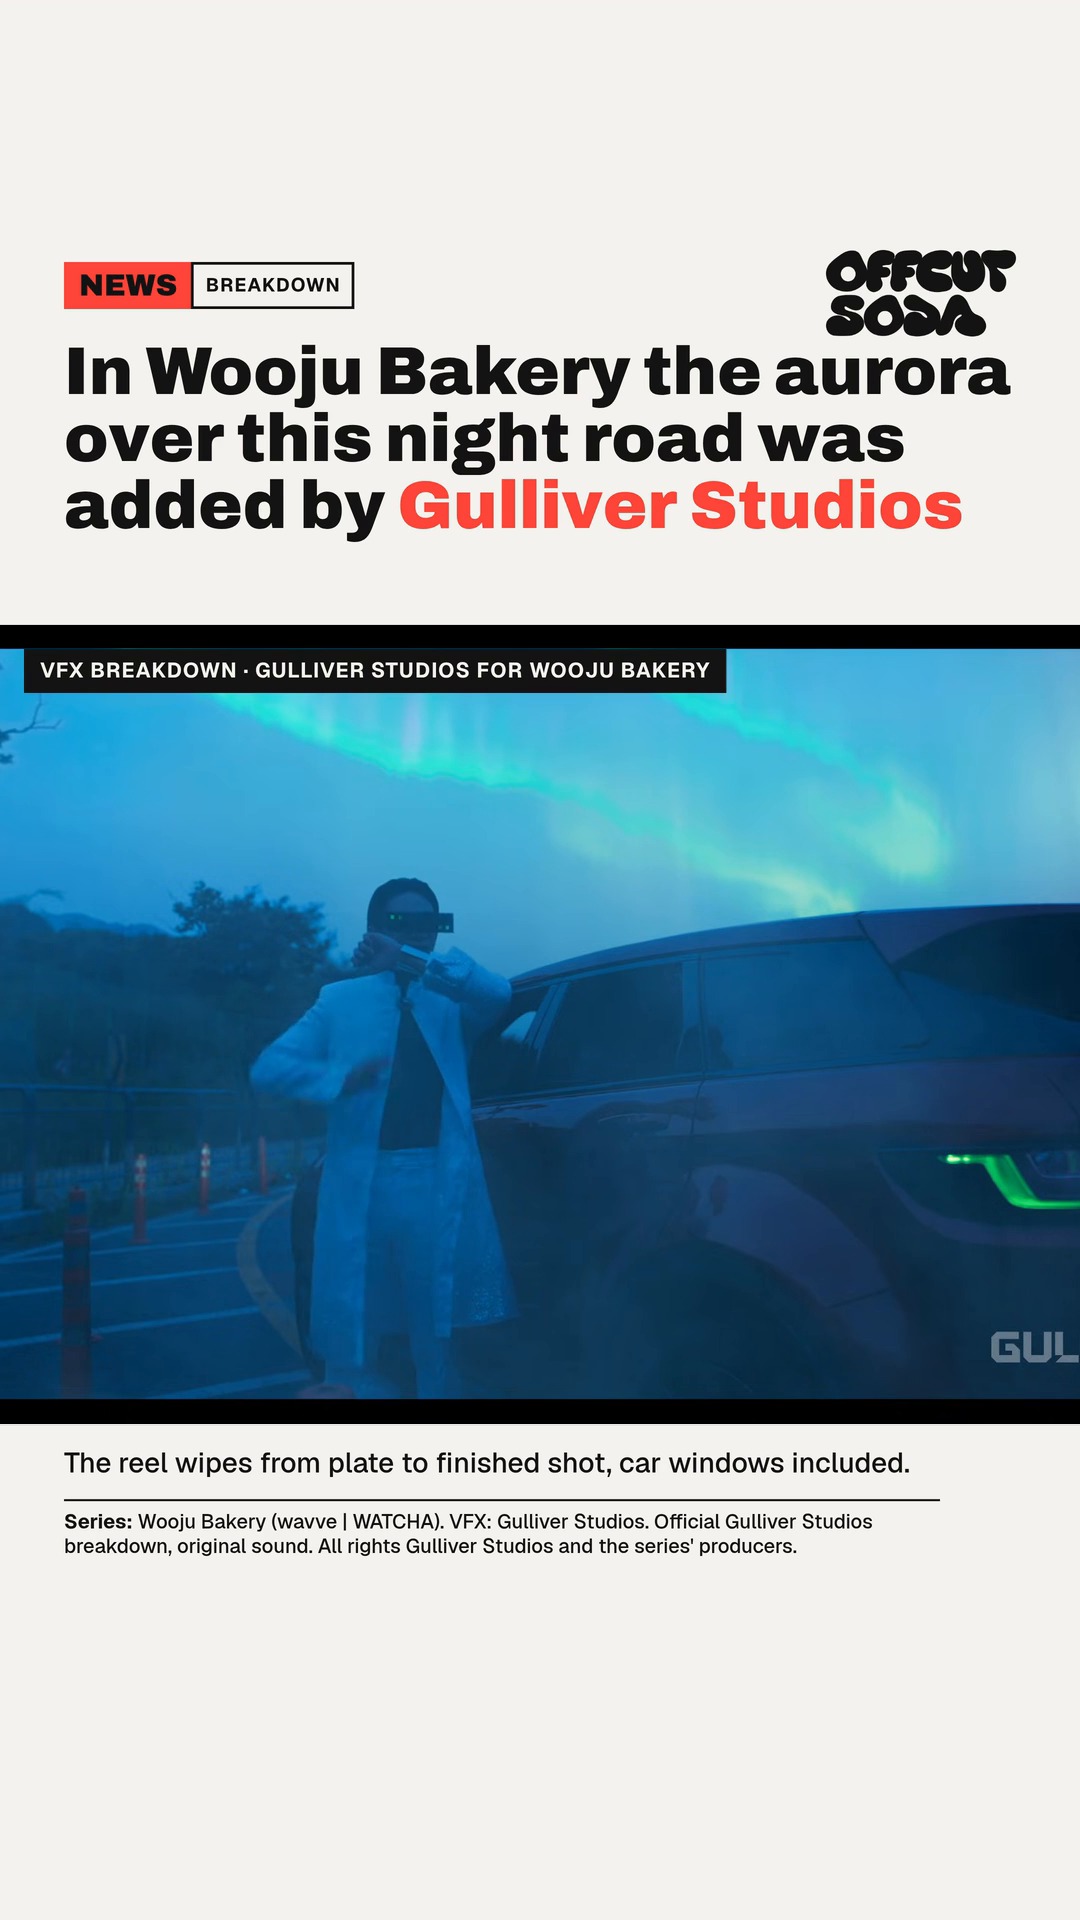 NEWS
BREAKDOWN
OFFCUT
SODA
In Wooju Bakery the aurora
over this night road was
added by Gulliver Studios
VFX BREAKDOWN · GULLIVER STUDIOS FOR WOOJU BAKERY
GUL
The reel wipes from plate to finished shot, car windows included.
Series: Wooju Bakery (wavve | WATCHA). VFX: Gulliver Studios. Official Gulliver Studios
breakdown, original sound. All rights Gulliver Studios and the series' producers.